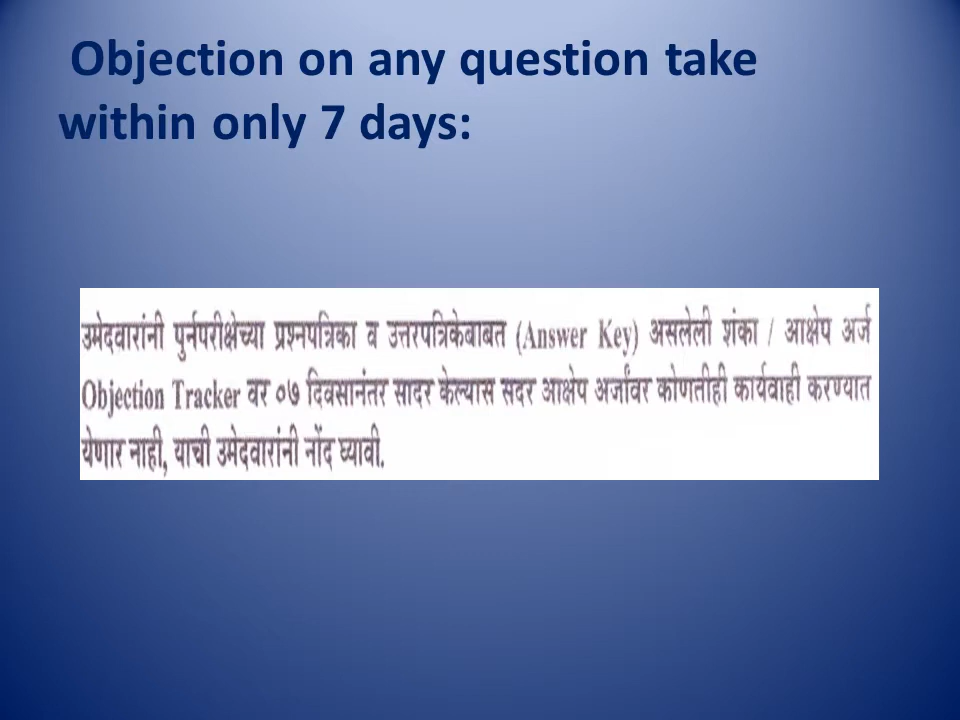 Objection on any question take
within only 7 days:
उमेदवारांनी पुर्नपरीक्षेच्या प्रश्नपत्रिका व उत्तरपत्रिकेबाबत (Answer Key) असलेली शंका / आक्षेप अर्ज
Objection Tracker वर ०७ दिवसानंतर सादर केल्यास सदर आक्षेप अर्जांवर कोणतीही कार्यवाही करण्यात
येणार नाही, याची उमेदवारांनी नोंद घ्यावी.